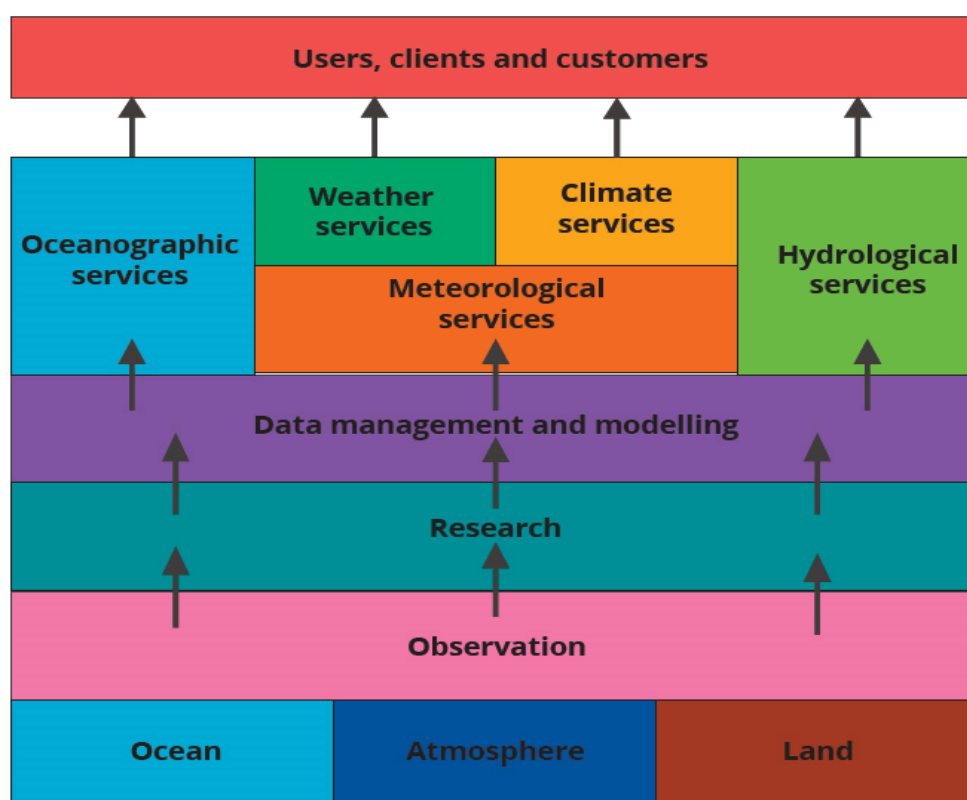 Users, clients and customers
Oceanographic
services
Weather
services
Climate
services
Hydrological
services
Meteorological
services
Data management and modelling
Research
Observation
Ocean
Atmosphere
Land